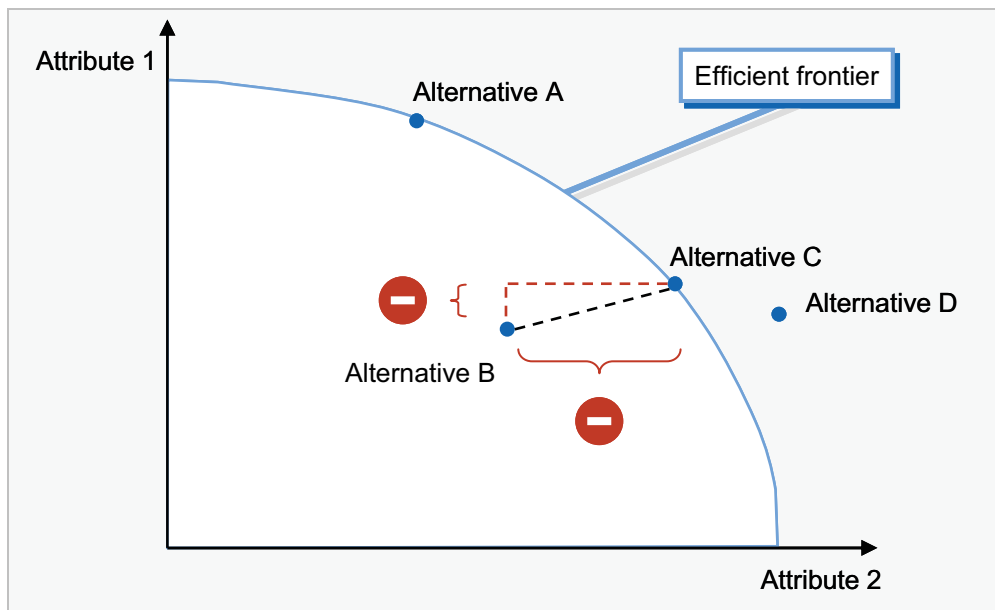 Attribute 1
Alternative A
Efficient frontier
Alternative C
Alternative D
Alternative B
Attribute 2